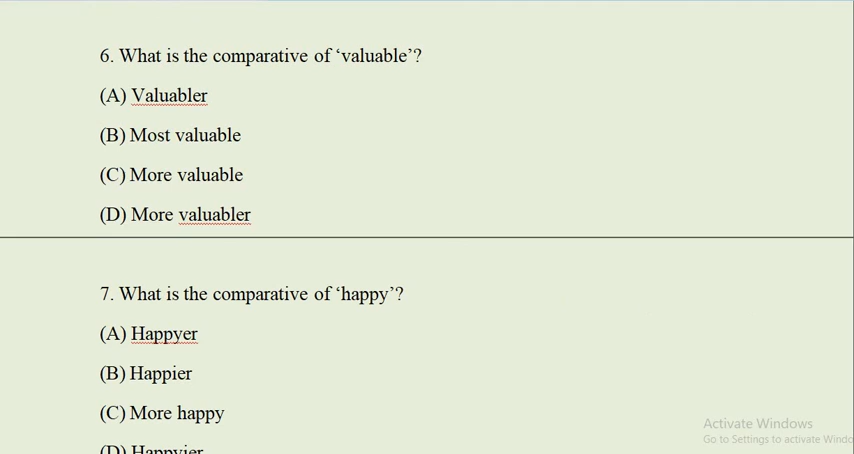 6. What is the comparative of ‘valuable’?
(A) Valuabler
(B) Most valuable
(C) More valuable
(D) More valuabler
7. What is the comparative of ‘happy’?
(A) Happyer
(B) Happier
(C) More happy
(D) Happyier
Activate Windows
Go to Settings to activate Windo